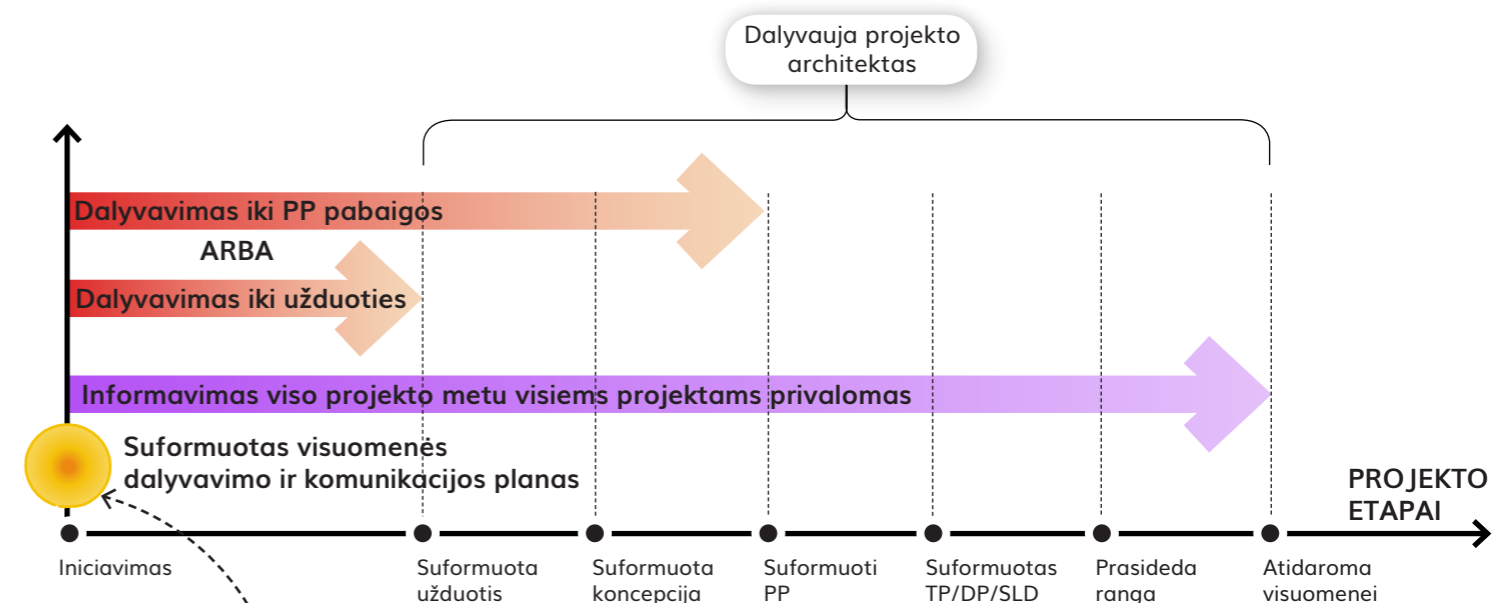 Dalyvauja projekto
architektas
Dalyvavimas iki PP pabaigos
ARBA
Dalyvavimas iki užduoties
Informavimas viso projekto metu visiems projektams privalomas
Suformuotas visuomenės
dalyvavimo ir komunikacijos planas
PROJEKTO
ETAPAI
Iniciavimas
Suformuota
užduotis
Suformuota
koncepcija
Suformuoti
PP
Suformuotas
TP/DP/SLD
Prasideda
ranga
Atidaroma
visuomenei